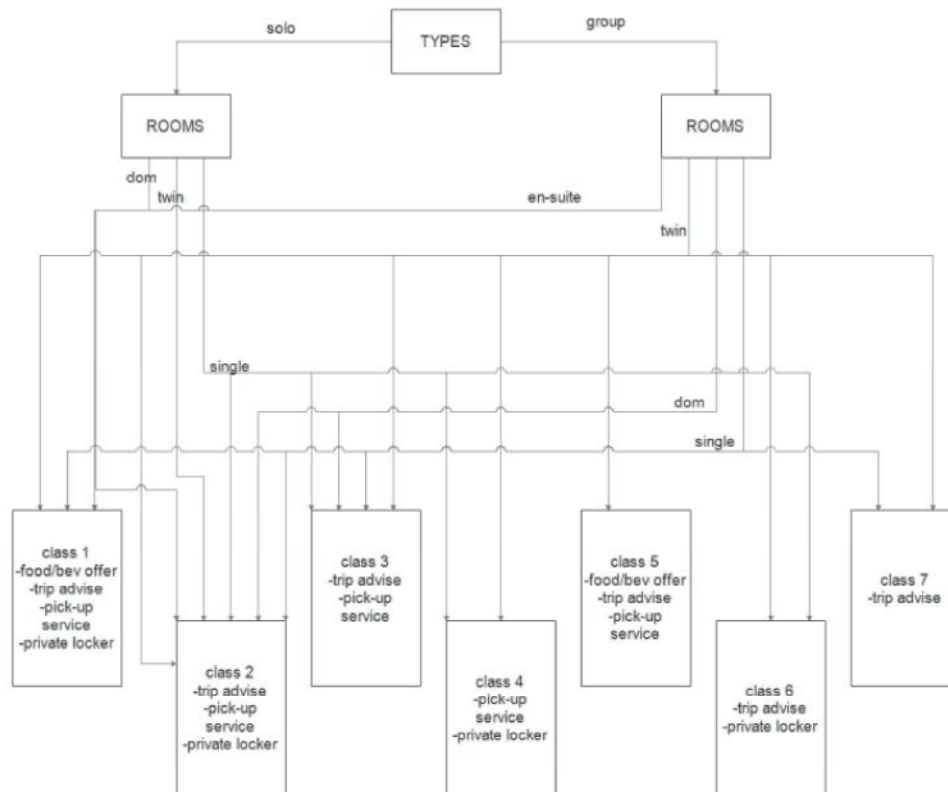 solo
TYPES
group
ROOMS
ROOMS
dom
twin
en-suite
twin
single
dom
single
class 1
-food/bev offer
-trip advise
-pick-up
service
-private locker
class 2
-trip advise
-pick-up
service
-private locker
class 3
-trip advise
-pick-up
service
class 4
-pick-up
service
-private locker
class 5
-food/bev offer
-trip advise
-pick-up
service
class 6
-trip advise
-private locker
class 7
-trip advise